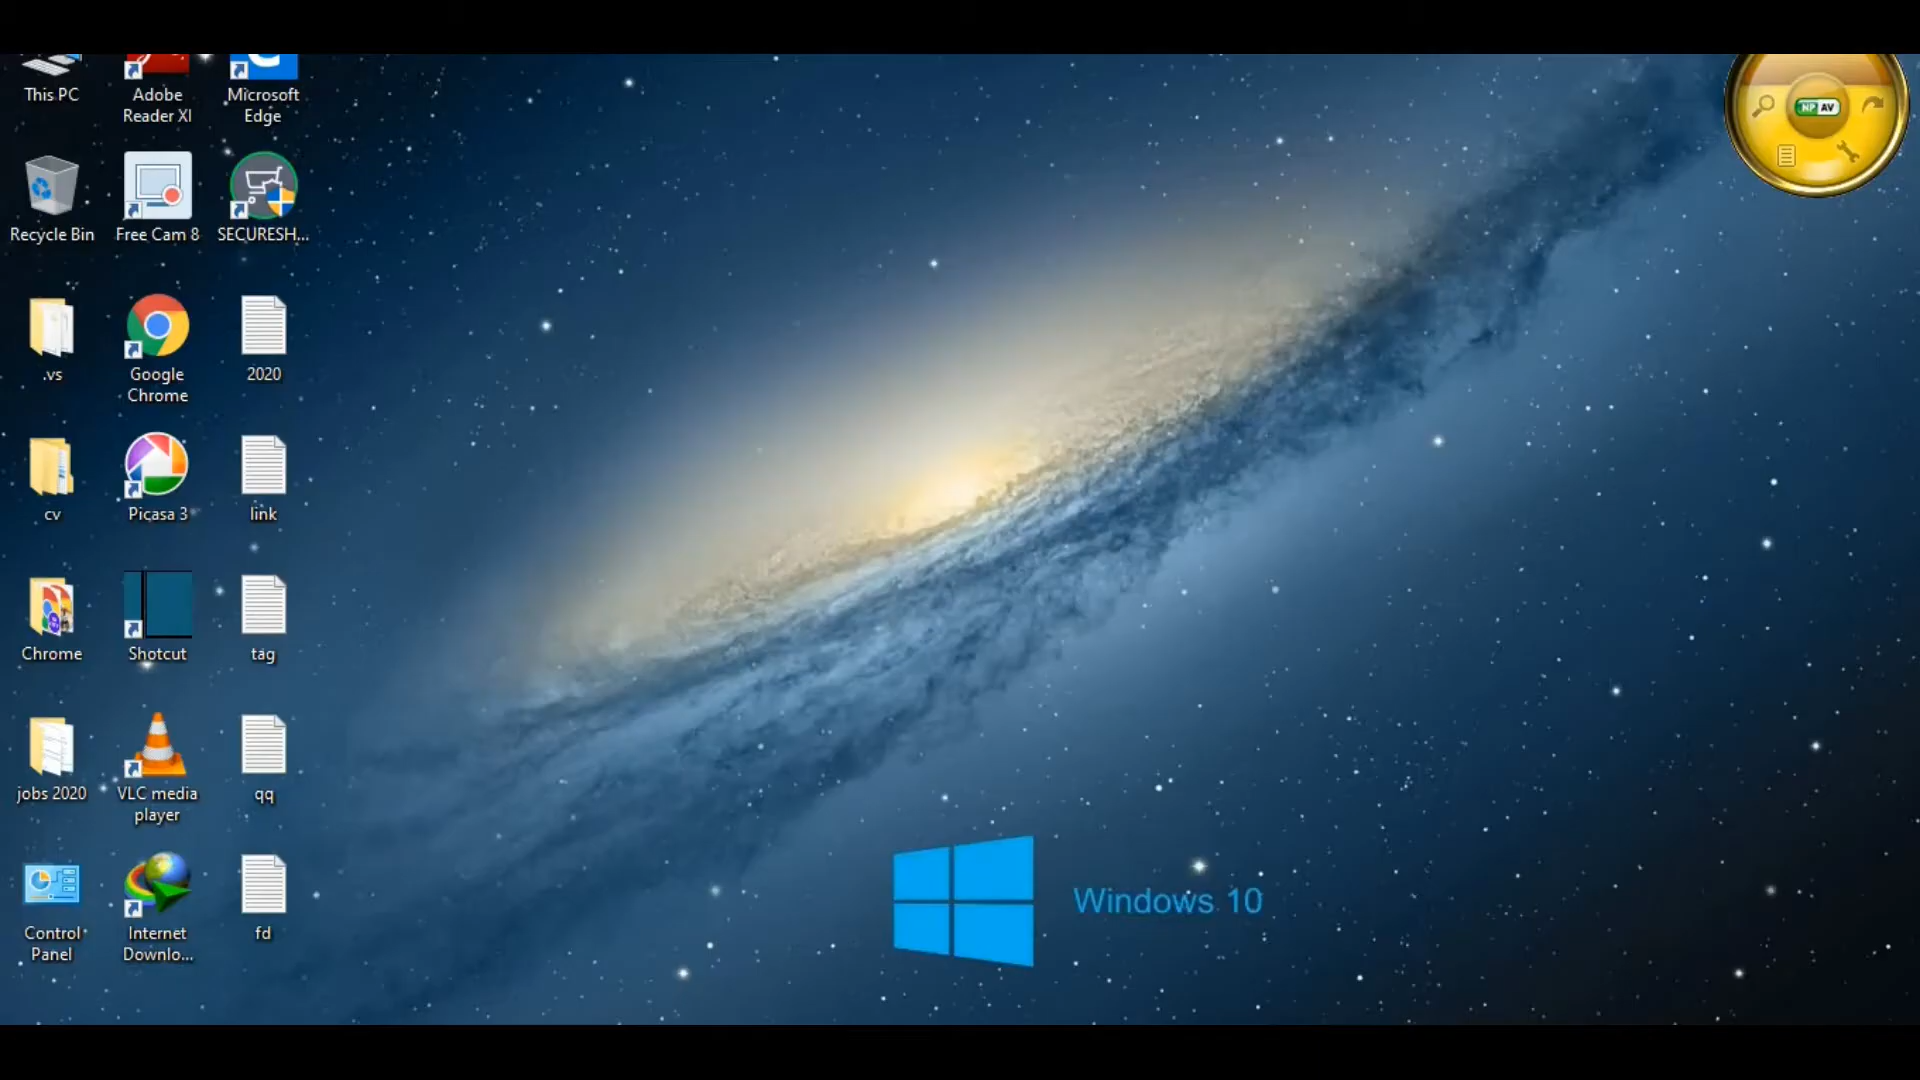 This PC
Adobe
Reader XI
Microsoft
Edge
NP AV
Recycle Bin
Free Cam 8
SECURESH...
.vs
Google
Chrome
2020
cv
Picasa 3
link
Chrome
Shotcut
tag
jobs 2020
VLC media
player
qq
Control
Panel
Internet
Downlo...
fd
Windows 10